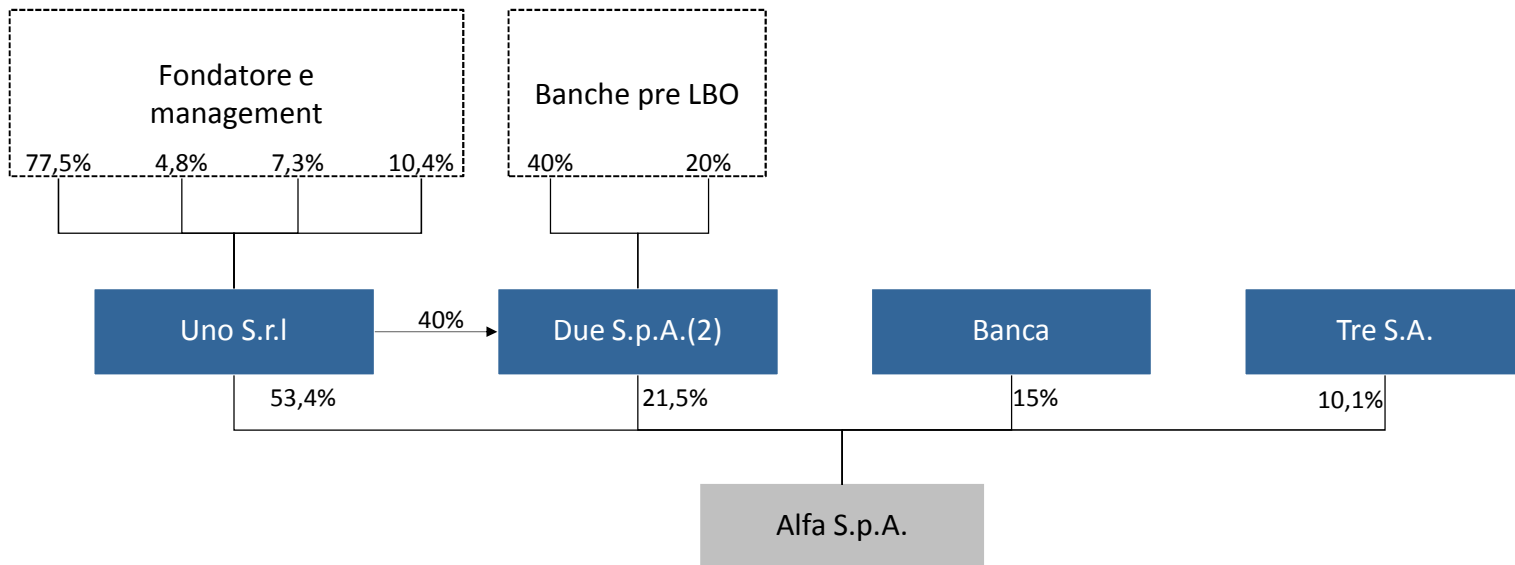 Fondatore e
management
Banche pre LBO
77,5% 4,8% 7,3% 10,4% 40% 20%
Uno S.r.l 40% Due S.p.A.(2) Banca Tre S.A.
53,4% 21,5% 15% 10,1%
Alfa S.p.A.